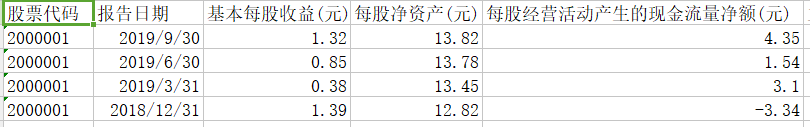 股票代码 报告日期 基本每股收益(元) 每股净资产(元) 每股经营活动产生的现金流量净额(元)
2000001 2019/9/30 1.32 13.82 4.35
2000001 2019/6/30 0.85 13.78 1.54
2000001 2019/3/31 0.38 13.45 3.1
2000001 2018/12/31 1.39 12.82 -3.34